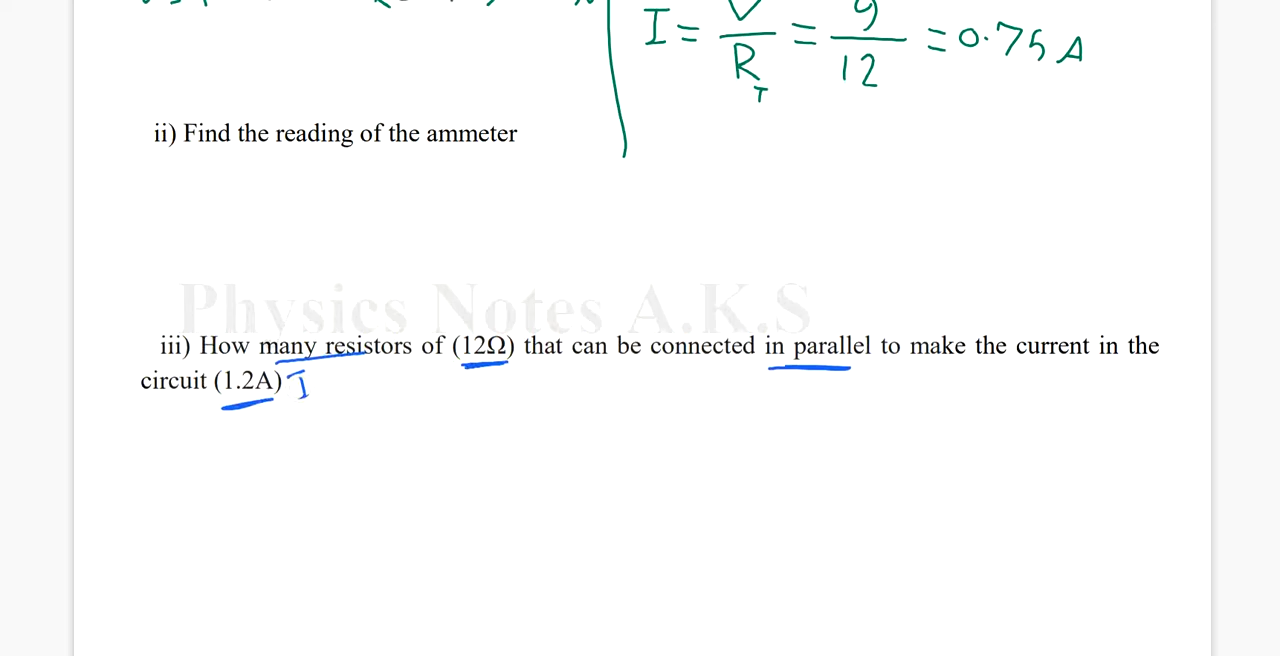 I = V / R_T = 9 / 12 = 0.75 A
ii) Find the reading of the ammeter
Physics Notes A.K.S
iii) How many resistors of (12Ω) that can be connected in parallel to make the current in the
circuit (1.2A) I